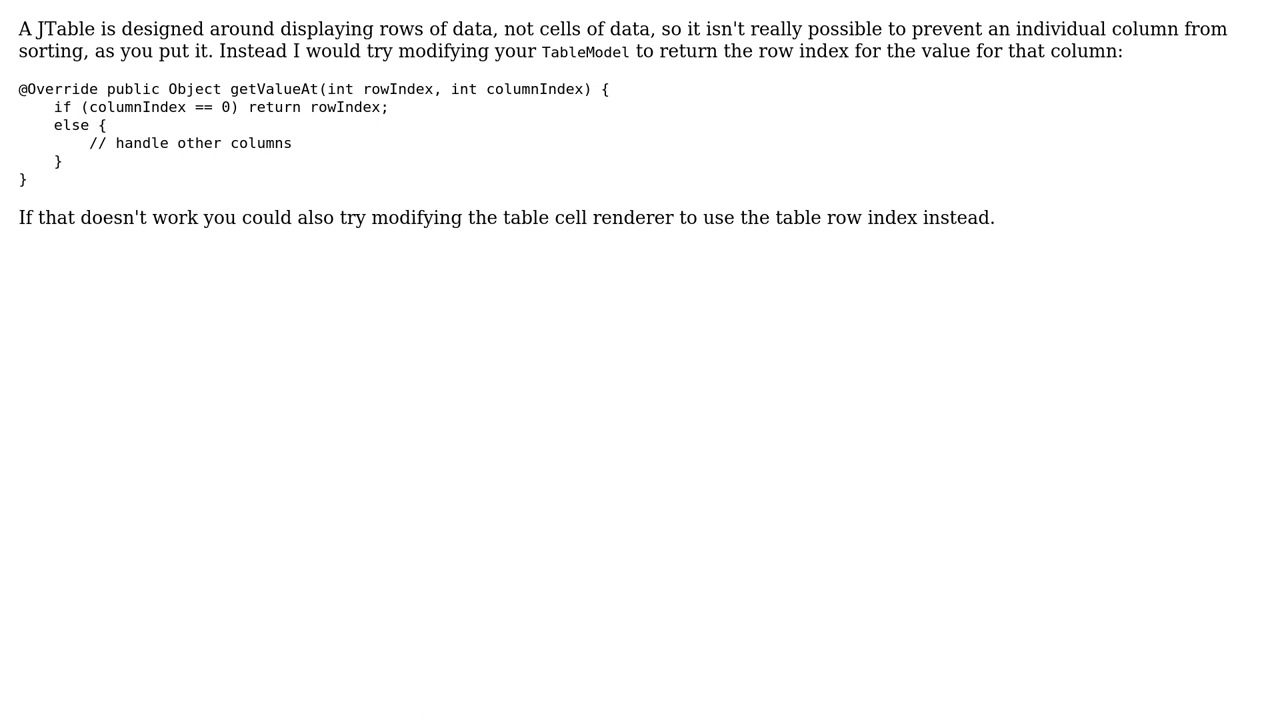 A JTable is designed around displaying rows of data, not cells of data, so it isn't really possible to prevent an individual column from
sorting, as you put it. Instead I would try modifying your TableModel to return the row index for the value for that column:
@Override public Object getValueAt(int rowIndex, int columnIndex) {
    if (columnIndex == 0) return rowIndex;
    else {
        // handle other columns
    }
}
If that doesn't work you could also try modifying the table cell renderer to use the table row index instead.